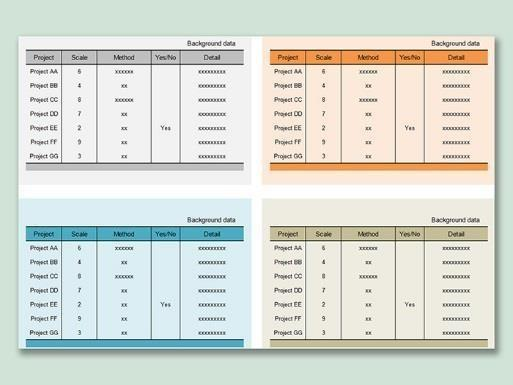 Background data
Project Scale Method Yes/No Detail
Project AA 6 xxxxxx xxxxxxxxx
Project BB 4 xx xxxxxxxxx
Project CC 8 xxxxxx xxxxxxxxx
Project DD 7 xx xxxxxxxxx
Project EE 2 xx Yes xxxxxxxxx
Project FF 9 xx xxxxxxxxx
Project GG 3 xx xxxxxxxxx
Background data
Project Scale Method Yes/No Detail
Project AA 6 xxxxxx xxxxxxxxx
Project BB 4 xx xxxxxxxxx
Project CC 8 xxxxxx xxxxxxxxx
Project DD 7 xx xxxxxxxxx
Project EE 2 xx Yes xxxxxxxxx
Project FF 9 xx xxxxxxxxx
Project GG 3 xx xxxxxxxxx
Background data
Project Scale Method Yes/No Detail
Project AA 6 xxxxxx xxxxxxxxx
Project BB 4 xx xxxxxxxxx
Project CC 8 xxxxxx xxxxxxxxx
Project DD 7 xx xxxxxxxxx
Project EE 2 xx Yes xxxxxxxxx
Project FF 9 xx xxxxxxxxx
Project GG 3 xx xxxxxxxxx
Background data
Project Scale Method Yes/No Detail
Project AA 6 xxxxxx xxxxxxxxx
Project BB 4 xx xxxxxxxxx
Project CC 8 xxxxxx xxxxxxxxx
Project DD 7 xx xxxxxxxxx
Project EE 2 xx Yes xxxxxxxxx
Project FF 9 xx xxxxxxxxx
Project GG 3 xx xxxxxxxxx